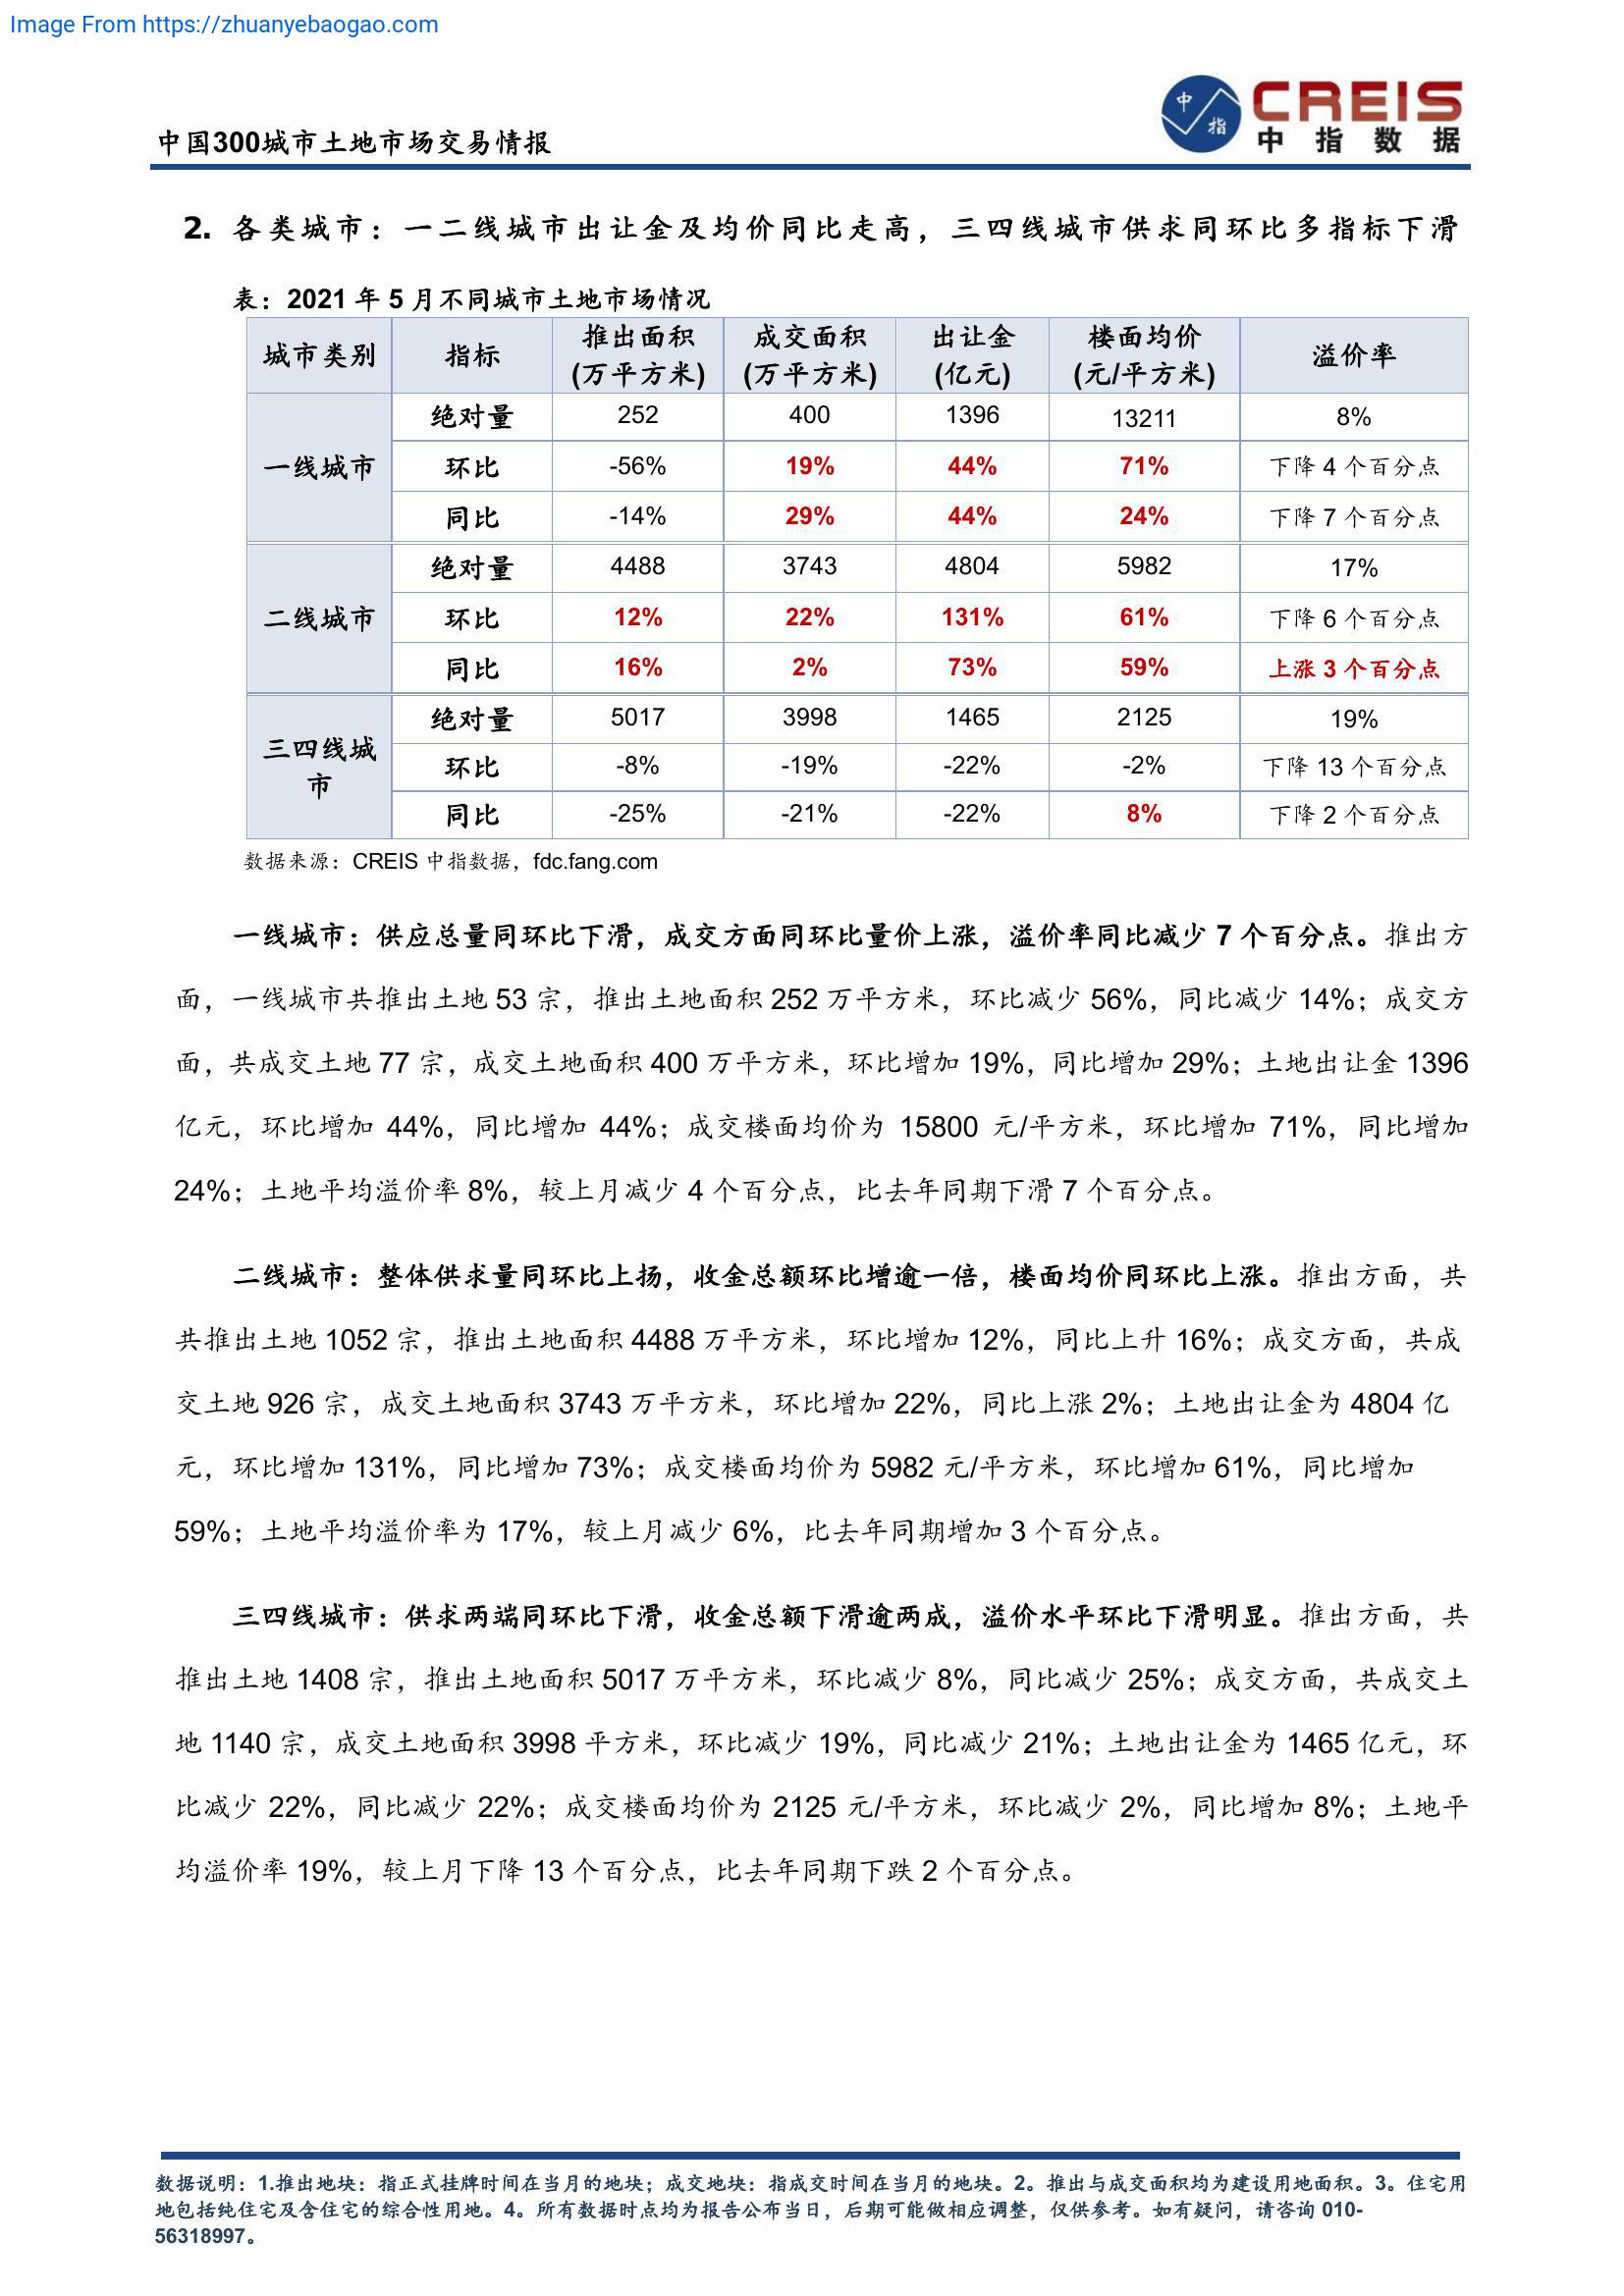 Image From https://zhuanyebaogao.com
中国300城市土地市场交易情报
中指
CREIS
中指数据
2. 各类城市：一二线城市出让金及均价同比走高，三四线城市供求同环比多指标下滑
表：2021 年 5 月不同城市土地市场情况
城市类别 指标 推出面积(万平方米) 成交面积(万平方米) 出让金(亿元) 楼面均价(元/平方米) 溢价率
一线城市 绝对量 252 400 1396 13211 8%
环比 -56% 19% 44% 71% 下降 4 个百分点
同比 -14% 29% 44% 24% 下降 7 个百分点
二线城市 绝对量 4488 3743 4804 5982 17%
环比 12% 22% 131% 61% 下降 6 个百分点
同比 16% 2% 73% 59% 上涨 3 个百分点
三四线城市 绝对量 5017 3998 1465 2125 19%
环比 -8% -19% -22% -2% 下降 13 个百分点
同比 -25% -21% -22% 8% 下降 2 个百分点
数据来源：CREIS 中指数据，fdc.fang.com
一线城市：供应总量同环比下滑，成交方面同环比量价上涨，溢价率同比减少 7 个百分点。推出方
面，一线城市共推出土地 53 宗，推出土地面积 252 万平方米，环比减少 56%，同比减少 14%；成交方
面，共成交土地 77 宗，成交土地面积 400 万平方米，环比增加 19%，同比增加 29%；土地出让金 1396
亿元，环比增加 44%，同比增加 44%；成交楼面均价为 15800 元/平方米，环比增加 71%，同比增加
24%；土地平均溢价率 8%，较上月减少 4 个百分点，比去年同期下滑 7 个百分点。
二线城市：整体供求量同环比上扬，收金总额环比增逾一倍，楼面均价同环比上涨。推出方面，共
共推出土地 1052 宗，推出土地面积 4488 万平方米，环比增加 12%，同比上升 16%；成交方面，共成
交土地 926 宗，成交土地面积 3743 万平方米，环比增加 22%，同比上涨 2%；土地出让金为 4804 亿
元，环比增加 131%，同比增加 73%；成交楼面均价为 5982 元/平方米，环比增加 61%，同比增加
59%；土地平均溢价率为 17%，较上月减少 6%，比去年同期增加 3 个百分点。
三四线城市：供求两端同环比下滑，收金总额下滑逾两成，溢价水平环比下滑明显。推出方面，共
推出土地 1408 宗，推出土地面积 5017 万平方米，环比减少 8%，同比减少 25%；成交方面，共成交土
地 1140 宗，成交土地面积 3998 平方米，环比减少 19%，同比减少 21%；土地出让金为 1465 亿元，环
比减少 22%，同比减少 22%；成交楼面均价为 2125 元/平方米，环比减少 2%，同比增加 8%；土地平
均溢价率 19%，较上月下降 13 个百分点，比去年同期下跌 2 个百分点。
数据说明：1.推出地块：指正式挂牌时间在当月的地块；成交地块：指成交时间在当月的地块。2。推出与成交面积均为建设用地面积。3。住宅用
地包括纯住宅及含住宅的综合性用地。4。所有数据时点均为报告公布当日，后期可能做相应调整，仅供参考。如有疑问，请咨询 010-
56318997。